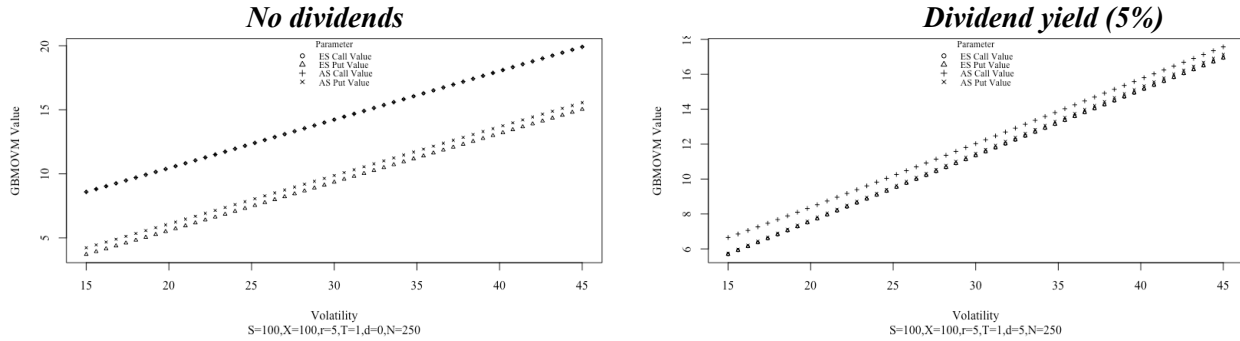 No dividends
Parameter
ES Call Value
ES Put Value
AS Call Value
AS Put Value
GBMOVM Value
20
15
10
5
15 20 25 30 35 40 45
Volatility
S=100,X=100,r=5,T=1,d=0,N=250
Dividend yield (5%)
Parameter
ES Call Value
ES Put Value
AS Call Value
AS Put Value
GBMOVM Value
18
16
14
12
10
8
6
15 20 25 30 35 40 45
Volatility
S=100,X=100,r=5,T=1,d=5,N=250